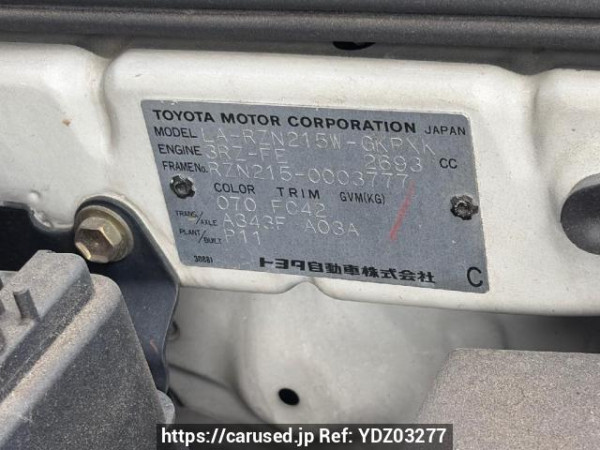 TOYOTA MOTOR CORPORATION JAPAN
MODEL LA-RZN215W-GKPXK
ENGINE 3RZ-FE 2693 CC
FRAME No. RZN215-0003777
COLOR TRIM GVM(KG)
070 FC42
TRANS/AXLE A343F A03A
PLANT/BUILT P11
トヨタ自動車株式会社 C
https://carused.jp Ref: YDZ03277